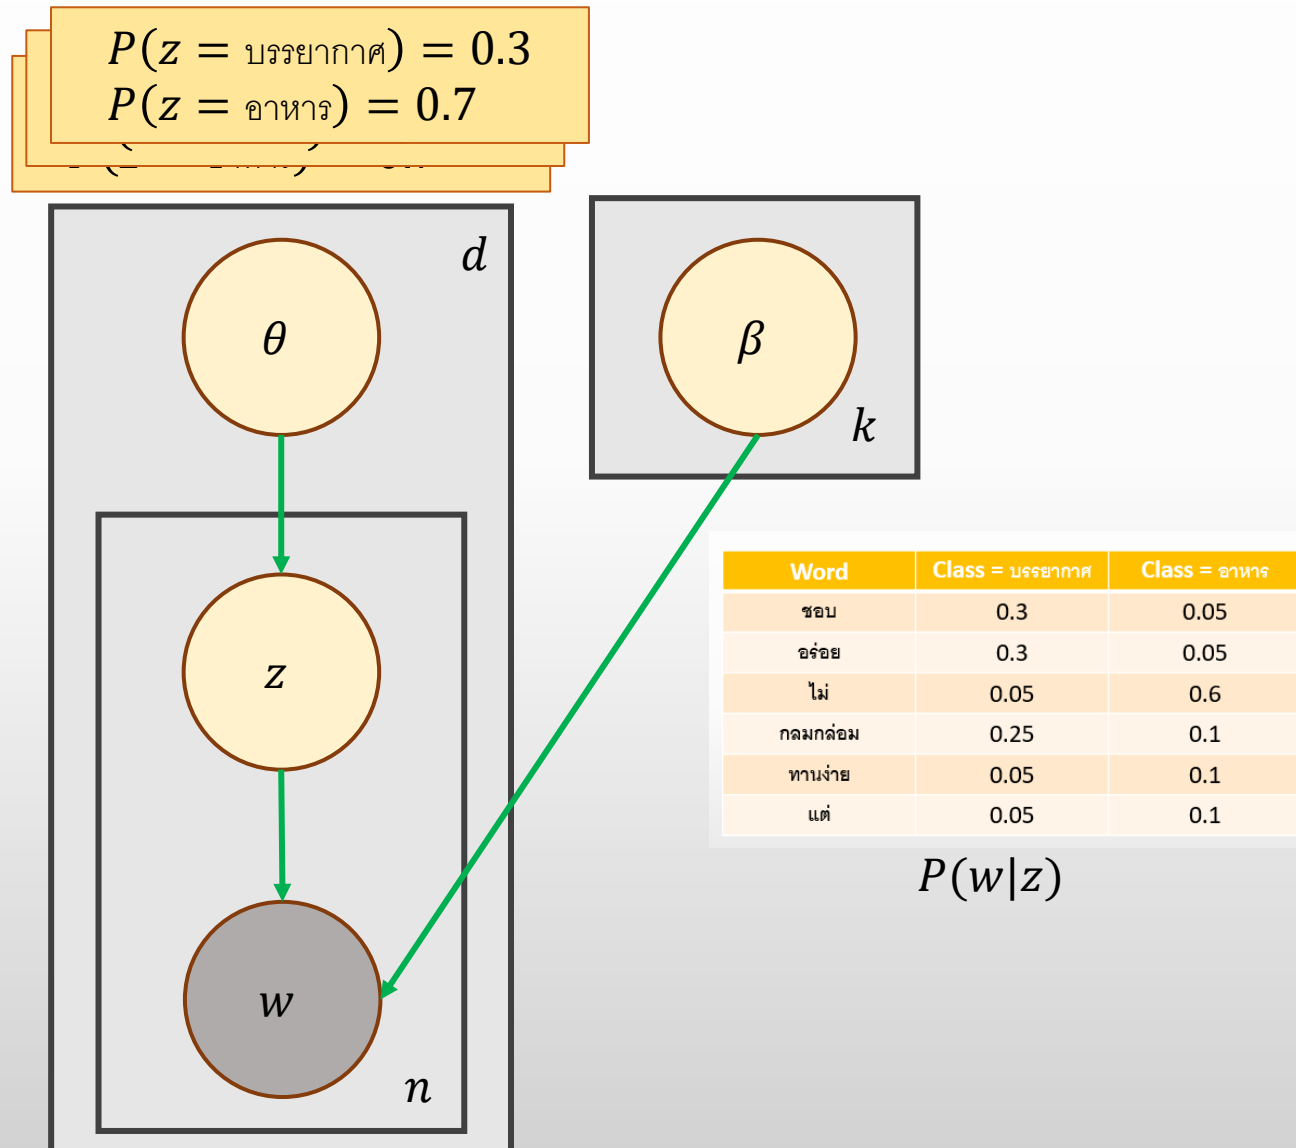 P(z = บรรยากาศ) = 0.3
P(z = อาหาร) = 0.7
d
θ
β
k
z
w
n
Word Class = บรรยากาศ Class = อาหาร
ชอบ 0.3 0.05
อร่อย 0.3 0.05
ไม่ 0.05 0.6
กลมกล่อม 0.25 0.1
ทานง่าย 0.05 0.1
แต่ 0.05 0.1
P(w|z)